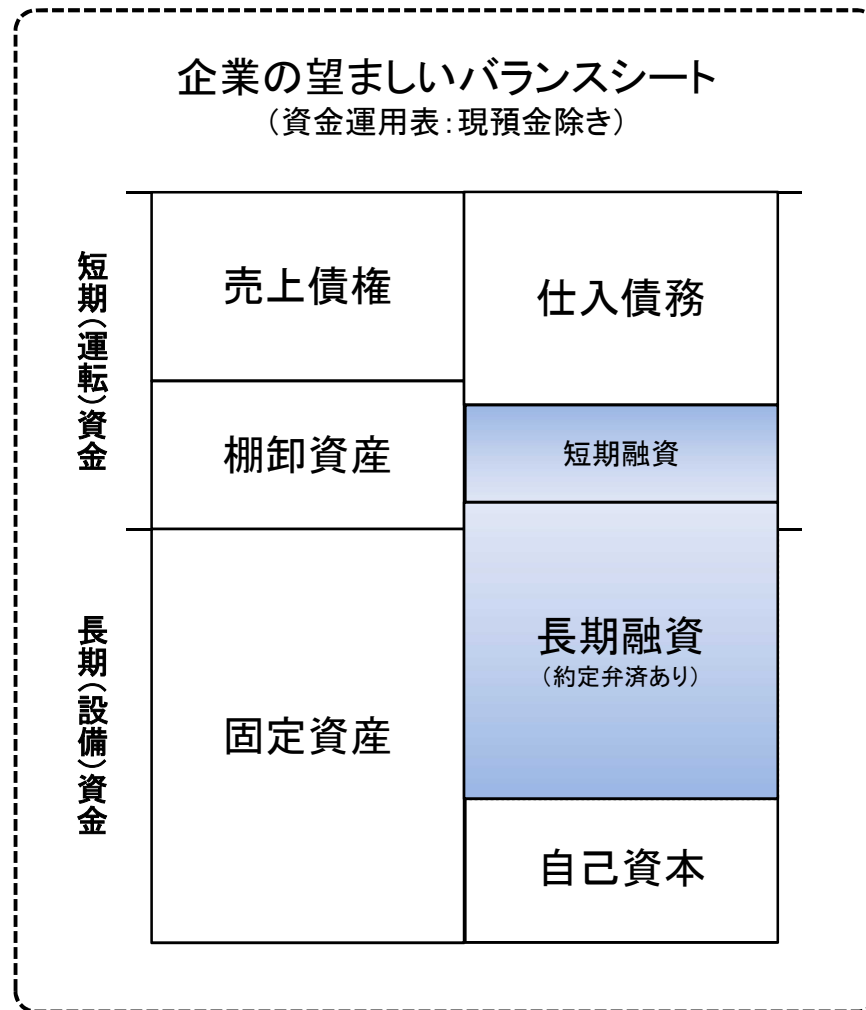 企業の望ましいバランスシート
（資金運用表：現預金除き）
短期（運転）資金
売上債権
仕入債務
棚卸資産
短期融資
長期（設備）資金
固定資産
長期融資
（約定弁済あり）
自己資本